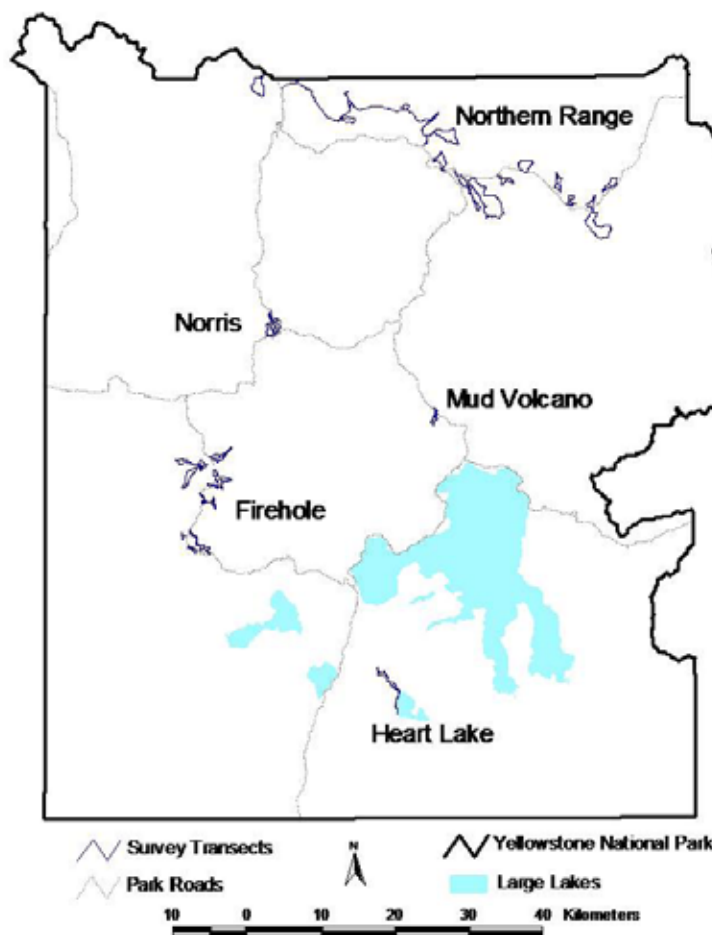 Northern Range
Norris
Mud Volcano
Firehole
Heart Lake
Survey Transects
N
Yellowstone National Park
Park Roads
Large Lakes
10 0 10 20 30 40 Kilometers